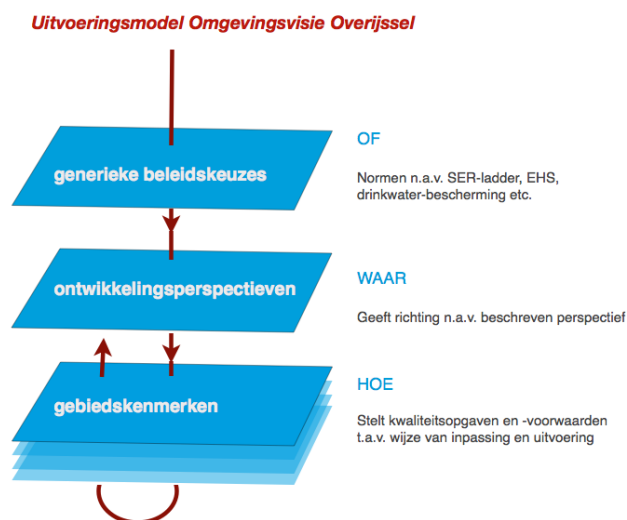 Uitvoeringsmodel Omgevingsvisie Overijssel
generieke beleidskeuzes
OF
Normen n.a.v. SER-ladder, EHS,
drinkwater-bescherming etc.
ontwikkelingsperspectieven
WAAR
Geeft richting n.a.v. beschreven perspectief
gebiedskenmerken
HOE
Stelt kwaliteitsopgaven en -voorwaarden
t.a.v. wijze van inpassing en uitvoering